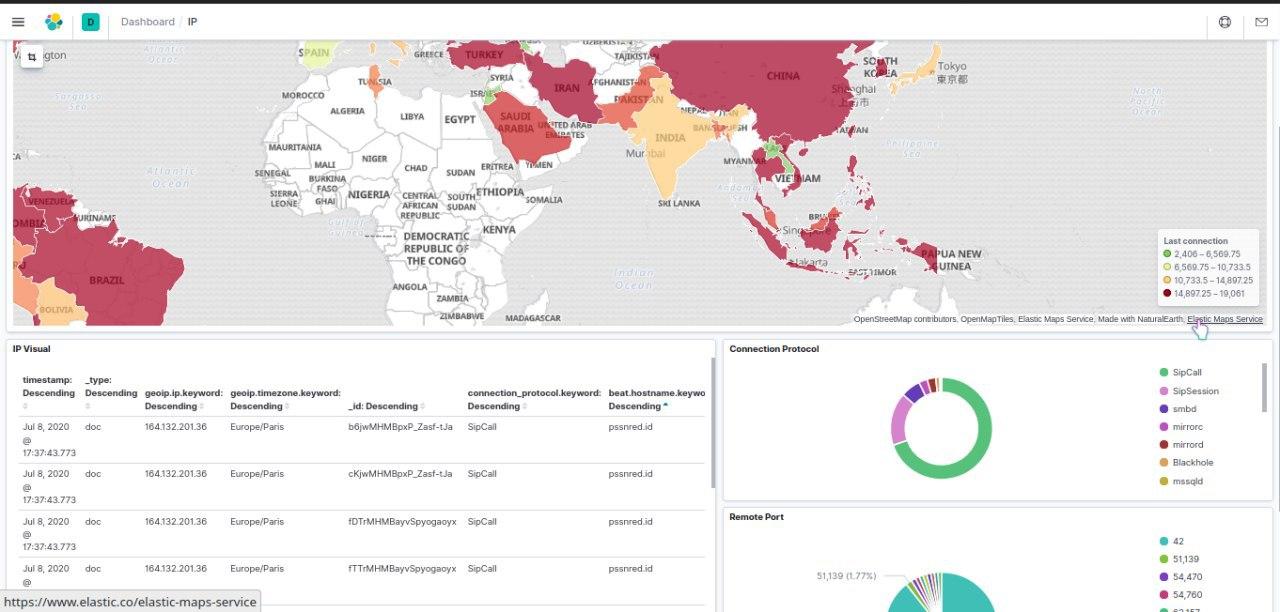 D Dashboard / IP
ngton
Atlantic
Ocean
SPAIN
GREECE
TURKEY
UZBEKISTAN
TAJIKISTAN
SYRIA
IRAN
AFGHANISTAN
CHINA
SOUTH
KOREA
Tokyo
東京都
Shanghai
上海市
North
Pacific
Ocean
Sargasso
Sea
MOROCCO
TUNISIA
ISRAEL
ALGERIA
LIBYA
EGYPT
SAUDI
ARABIA
UNITED ARAB
EMIRATES
PAKISTAN
NEPAL
BANGLADESH
INDIA
Mumbai
TAIWAN
Philippine
Sea
MYANMAR
VIETNAM
MAURITANIA
MALI
NIGER
CHAD
SUDAN
ERITREA
YEMEN
SENEGAL
BURKINA
FASO
NIGERIA
ETHIOPIA
SOMALIA
Andaman
Sea
SRI LANKA
SIERRA
LEONE
GHAI
CENTRAL
AFRICAN
REPUBLIC
SOUTH
SUDAN
KENYA
Gulf of
Guinea
Atlantic
Ocean
VENEZUELA
SURINAME
BRAZIL
BOLIVIA
DEMOCRATIC
REPUBLIC OF
THE CONGO
ANGOLA
ZAMBIA
ZIMBABWE
MADAGASCAR
Indian
Ocean
Singapore
Jakarta
EAST TIMOR
PAPUA NEW
GUINEA
Last connection
2,406 – 6,569.75
6,569.75 – 10,733.5
10,733.5 – 14,897.25
14,897.25 – 19,061
OpenStreetMap contributors, OpenMapTiles, Elastic Maps Service, Made with NaturalEarth, Elastic Maps Service
IP Visual
timestamp: Descending
_type: Descending
geoip.ip.keyword: Descending
geoip.timezone.keyword: Descending
_id: Descending
connection_protocol.keyword: Descending
beat.hostname.keywo
Descending
Jul 8, 2020 @ 17:37:43.773 doc 164.132.201.36 Europe/Paris b6jwMHMBpxP_Zasf-tJa SipCall pssnred.id
Jul 8, 2020 @ 17:37:43.773 doc 164.132.201.36 Europe/Paris cKjwMHMBpxP_Zasf-tJa SipCall pssnred.id
Jul 8, 2020 @ 17:37:43.773 doc 164.132.201.36 Europe/Paris fDTrMHMBayvSpyogaoyx SipCall pssnred.id
Jul 8, 2020 @ doc 164.132.201.36 Europe/Paris fTTrMHMBayvSpyogaoyx SipCall pssnred.id
Connection Protocol
SipCall
SipSession
smbd
mirrorc
mirrord
Blackhole
mssqld
Remote Port
51,139 (1.77%)
42
51,139
54,470
54,760
https://www.elastic.co/elastic-maps-service